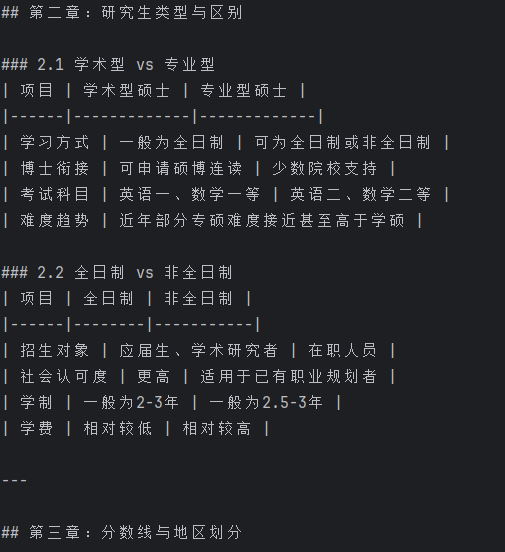 ## 第二章：研究生类型与区别
### 2.1 学术型 vs 专业型
| 项目 | 学术型硕士 | 专业型硕士 |
|------|-------------|-------------|
| 学习方式 | 一般为全日制 | 可为全日制或非全日制 |
| 博士衔接 | 可申请硕博连读 | 少数院校支持 |
| 考试科目 | 英语一、数学一等 | 英语二、数学二等 |
| 难度趋势 | 近年部分专硕难度接近甚至高于学硕 |
### 2.2 全日制 vs 非全日制
| 项目 | 全日制 | 非全日制 |
|------|--------|-----------|
| 招生对象 | 应届生、学术研究者 | 在职人员 |
| 社会认可度 | 更高 | 适用于已有职业规划者 |
| 学制 | 一般为2-3年 | 一般为2.5-3年 |
| 学费 | 相对较低 | 相对较高 |
---
## 第三章：分数线与地区划分